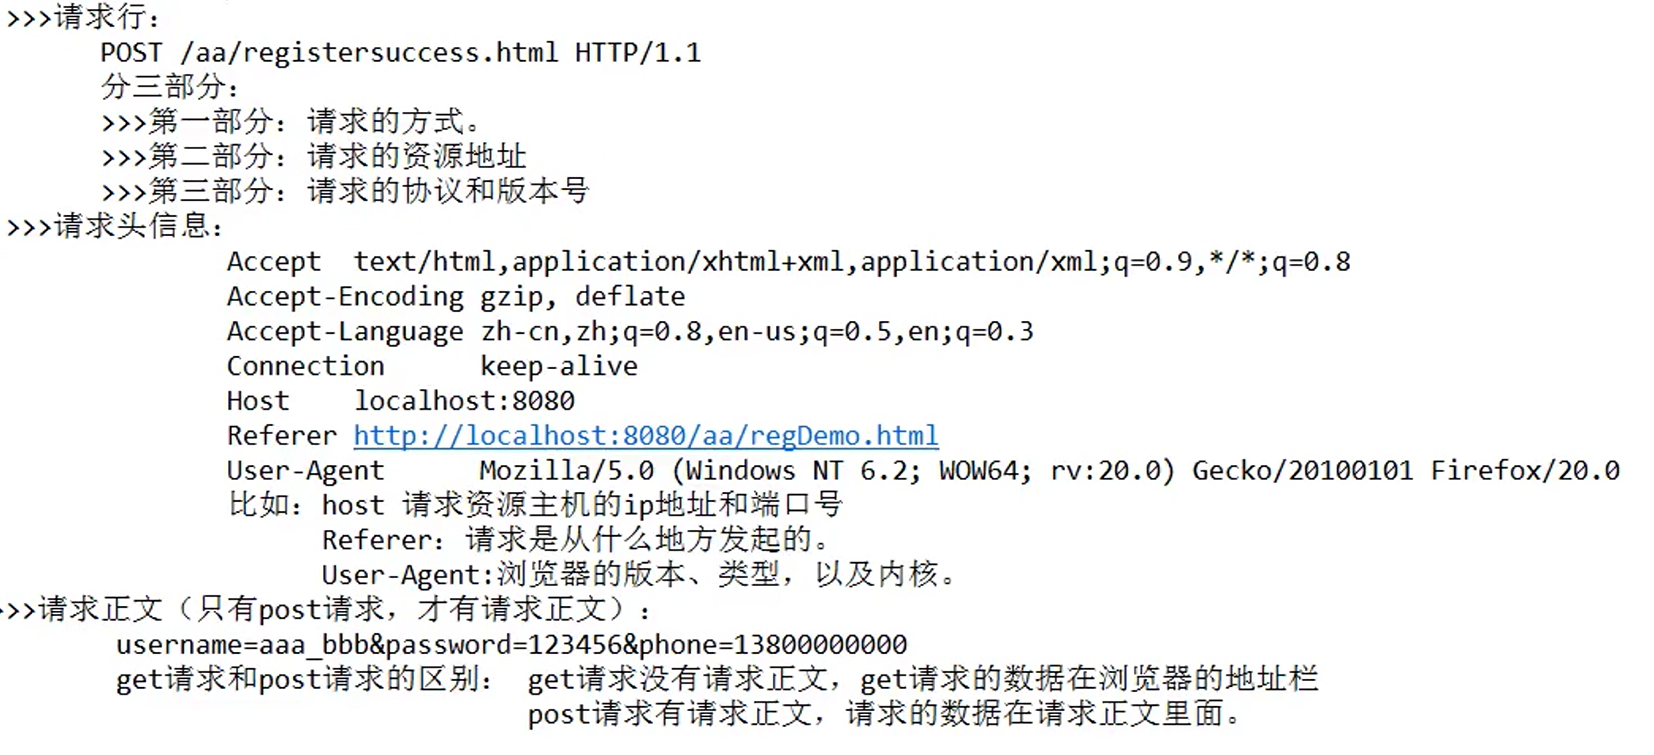 >>>请求行：
POST /aa/registersuccess.html HTTP/1.1
分三部分：
>>>第一部分：请求的方式。
>>>第二部分：请求的资源地址
>>>第三部分：请求的协议和版本号
>>>请求头信息：
Accept text/html,application/xhtml+xml,application/xml;q=0.9,*/*;q=0.8
Accept-Encoding gzip, deflate
Accept-Language zh-cn,zh;q=0.8,en-us;q=0.5,en;q=0.3
Connection keep-alive
Host localhost:8080
Referer http://localhost:8080/aa/regDemo.html
User-Agent Mozilla/5.0 (Windows NT 6.2; WOW64; rv:20.0) Gecko/20100101 Firefox/20.0
比如：host 请求资源主机的ip地址和端口号
Referer：请求是从什么地方发起的。
User-Agent:浏览器的版本、类型，以及内核。
>>>请求正文（只有post请求，才有请求正文）：
username=aaa_bbb&password=123456&phone=13800000000
get请求和post请求的区别： get请求没有请求正文，get请求的数据在浏览器的地址栏
post请求有请求正文，请求的数据在请求正文里面。